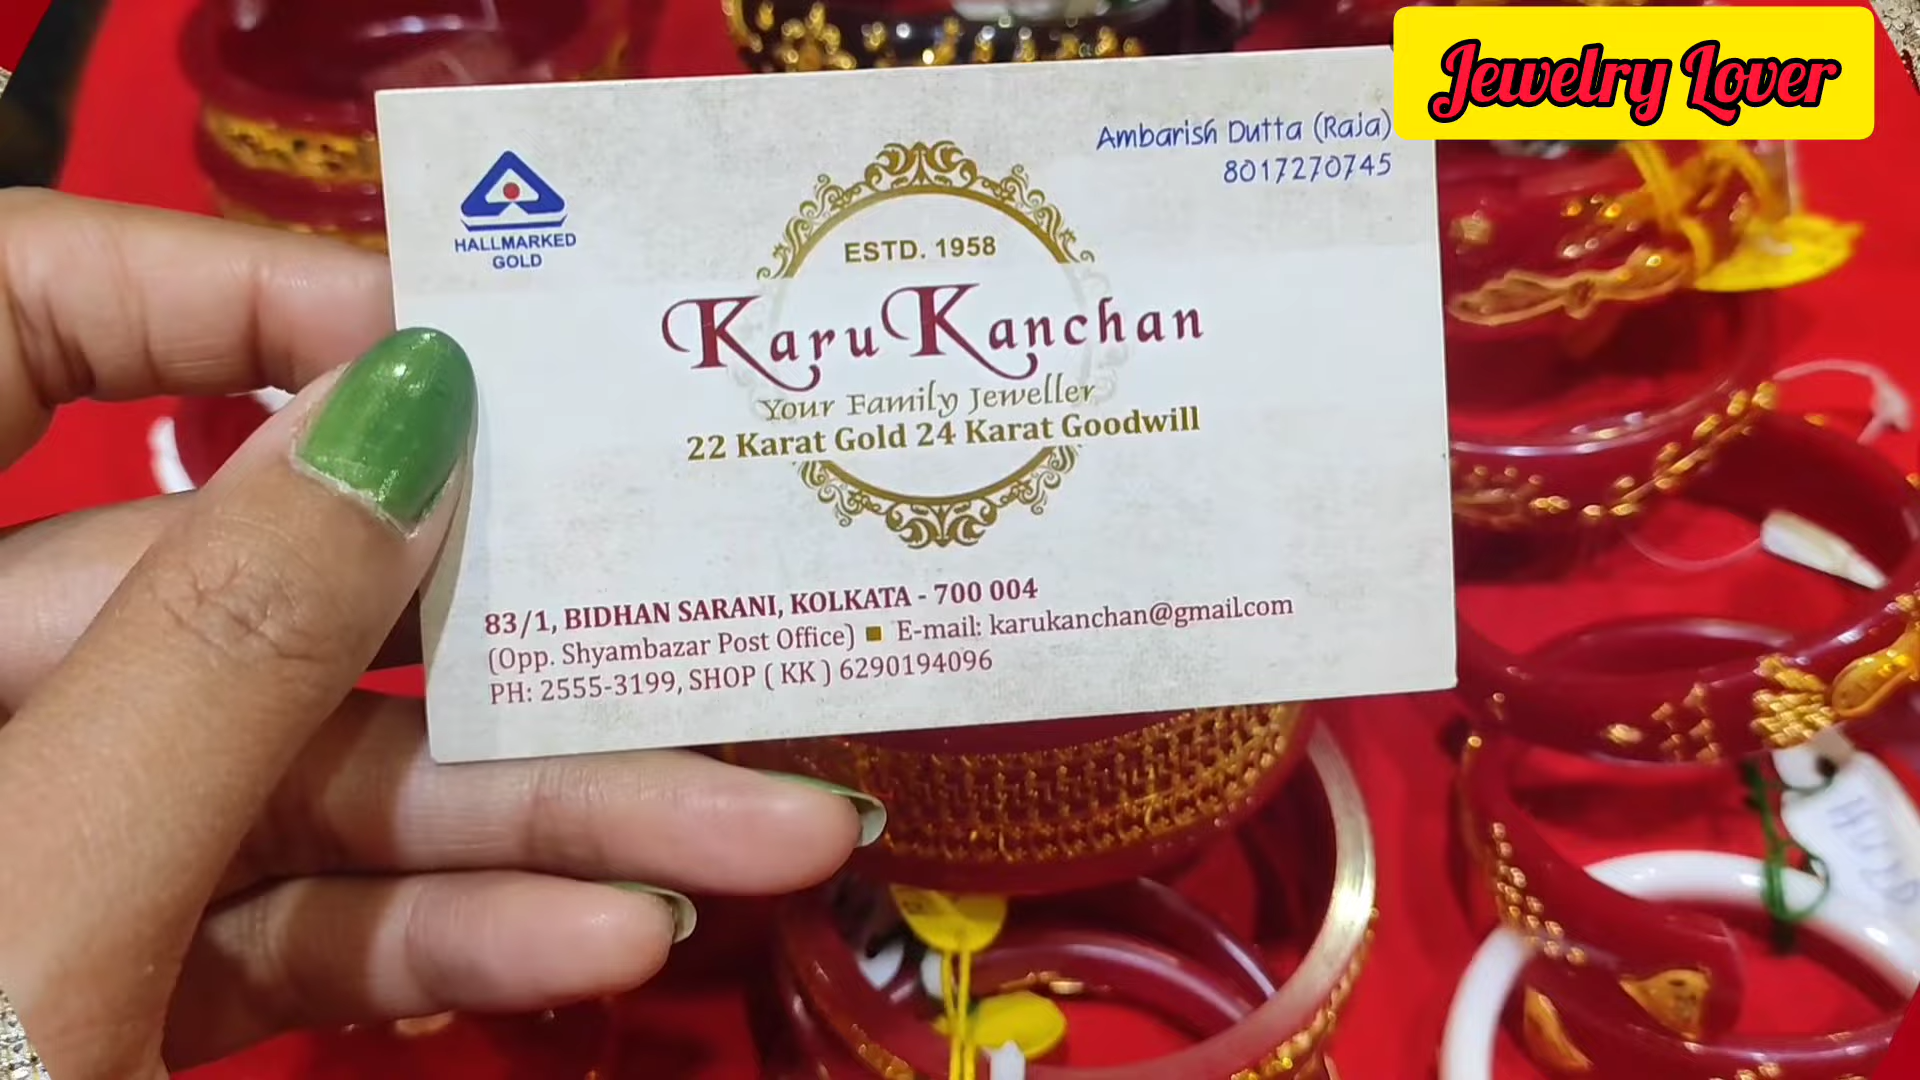 Jewelry Lover
Ambarish Dutta (Raja)
8017270745
HALLMARKED
GOLD
ESTD. 1958
Karu Kanchan
Your Family Jeweller
22 Karat Gold 24 Karat Goodwill
83/1, BIDHAN SARANI, KOLKATA - 700 004
(Opp. Shyambazar Post Office) ■ E-mail: karukanchan@gmail.com
PH: 2555-3199, SHOP ( KK ) 6290194096